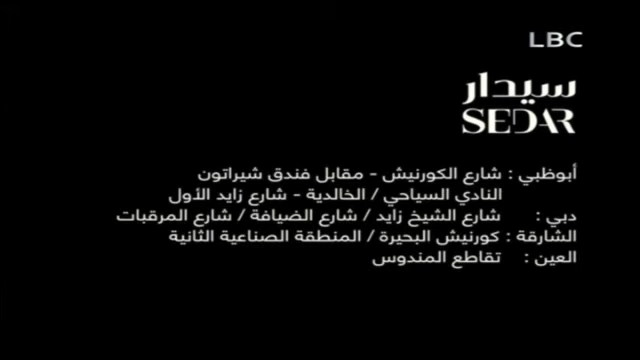 LBC
سيدار
SEDAR
أبوظبي : شارع الكورنيش - مقابل فندق شيراتون
النادي السياحي / الخالدية - شارع زايد الأول
دبي : شارع الشيخ زايد / شارع الضيافة / شارع المرقبات
الشارقة : كورنيش البحيرة / المنطقة الصناعية الثانية
العين : تقاطع المندوس